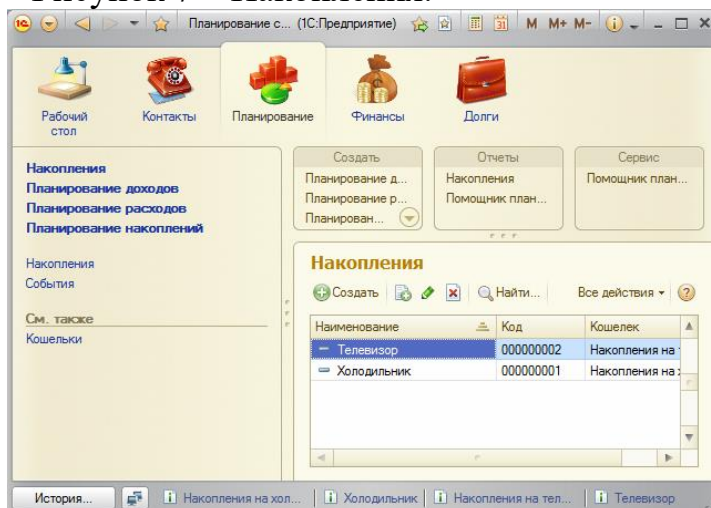 Планирование с... (1С:Предприятие)
M M+ M-
Рабочий
стол
Контакты
Планирование
Финансы
Долги
Накопления
Планирование доходов
Планирование расходов
Планирование накоплений
Накопления
События
См. также
Кошельки
Создать
Планирование д...
Планирование р...
Планирован...
Отчеты
Накопления
Помощник план...
Сервис
Помощник план...
Накопления
Создать
Найти...
Все действия
Наименование
Код
Кошелек
Телевизор
000000002
Накопления на
Холодильник
000000001
Накопления на
История...
Накопления на хол...
Холодильник
Накопления на тел...
Телевизор